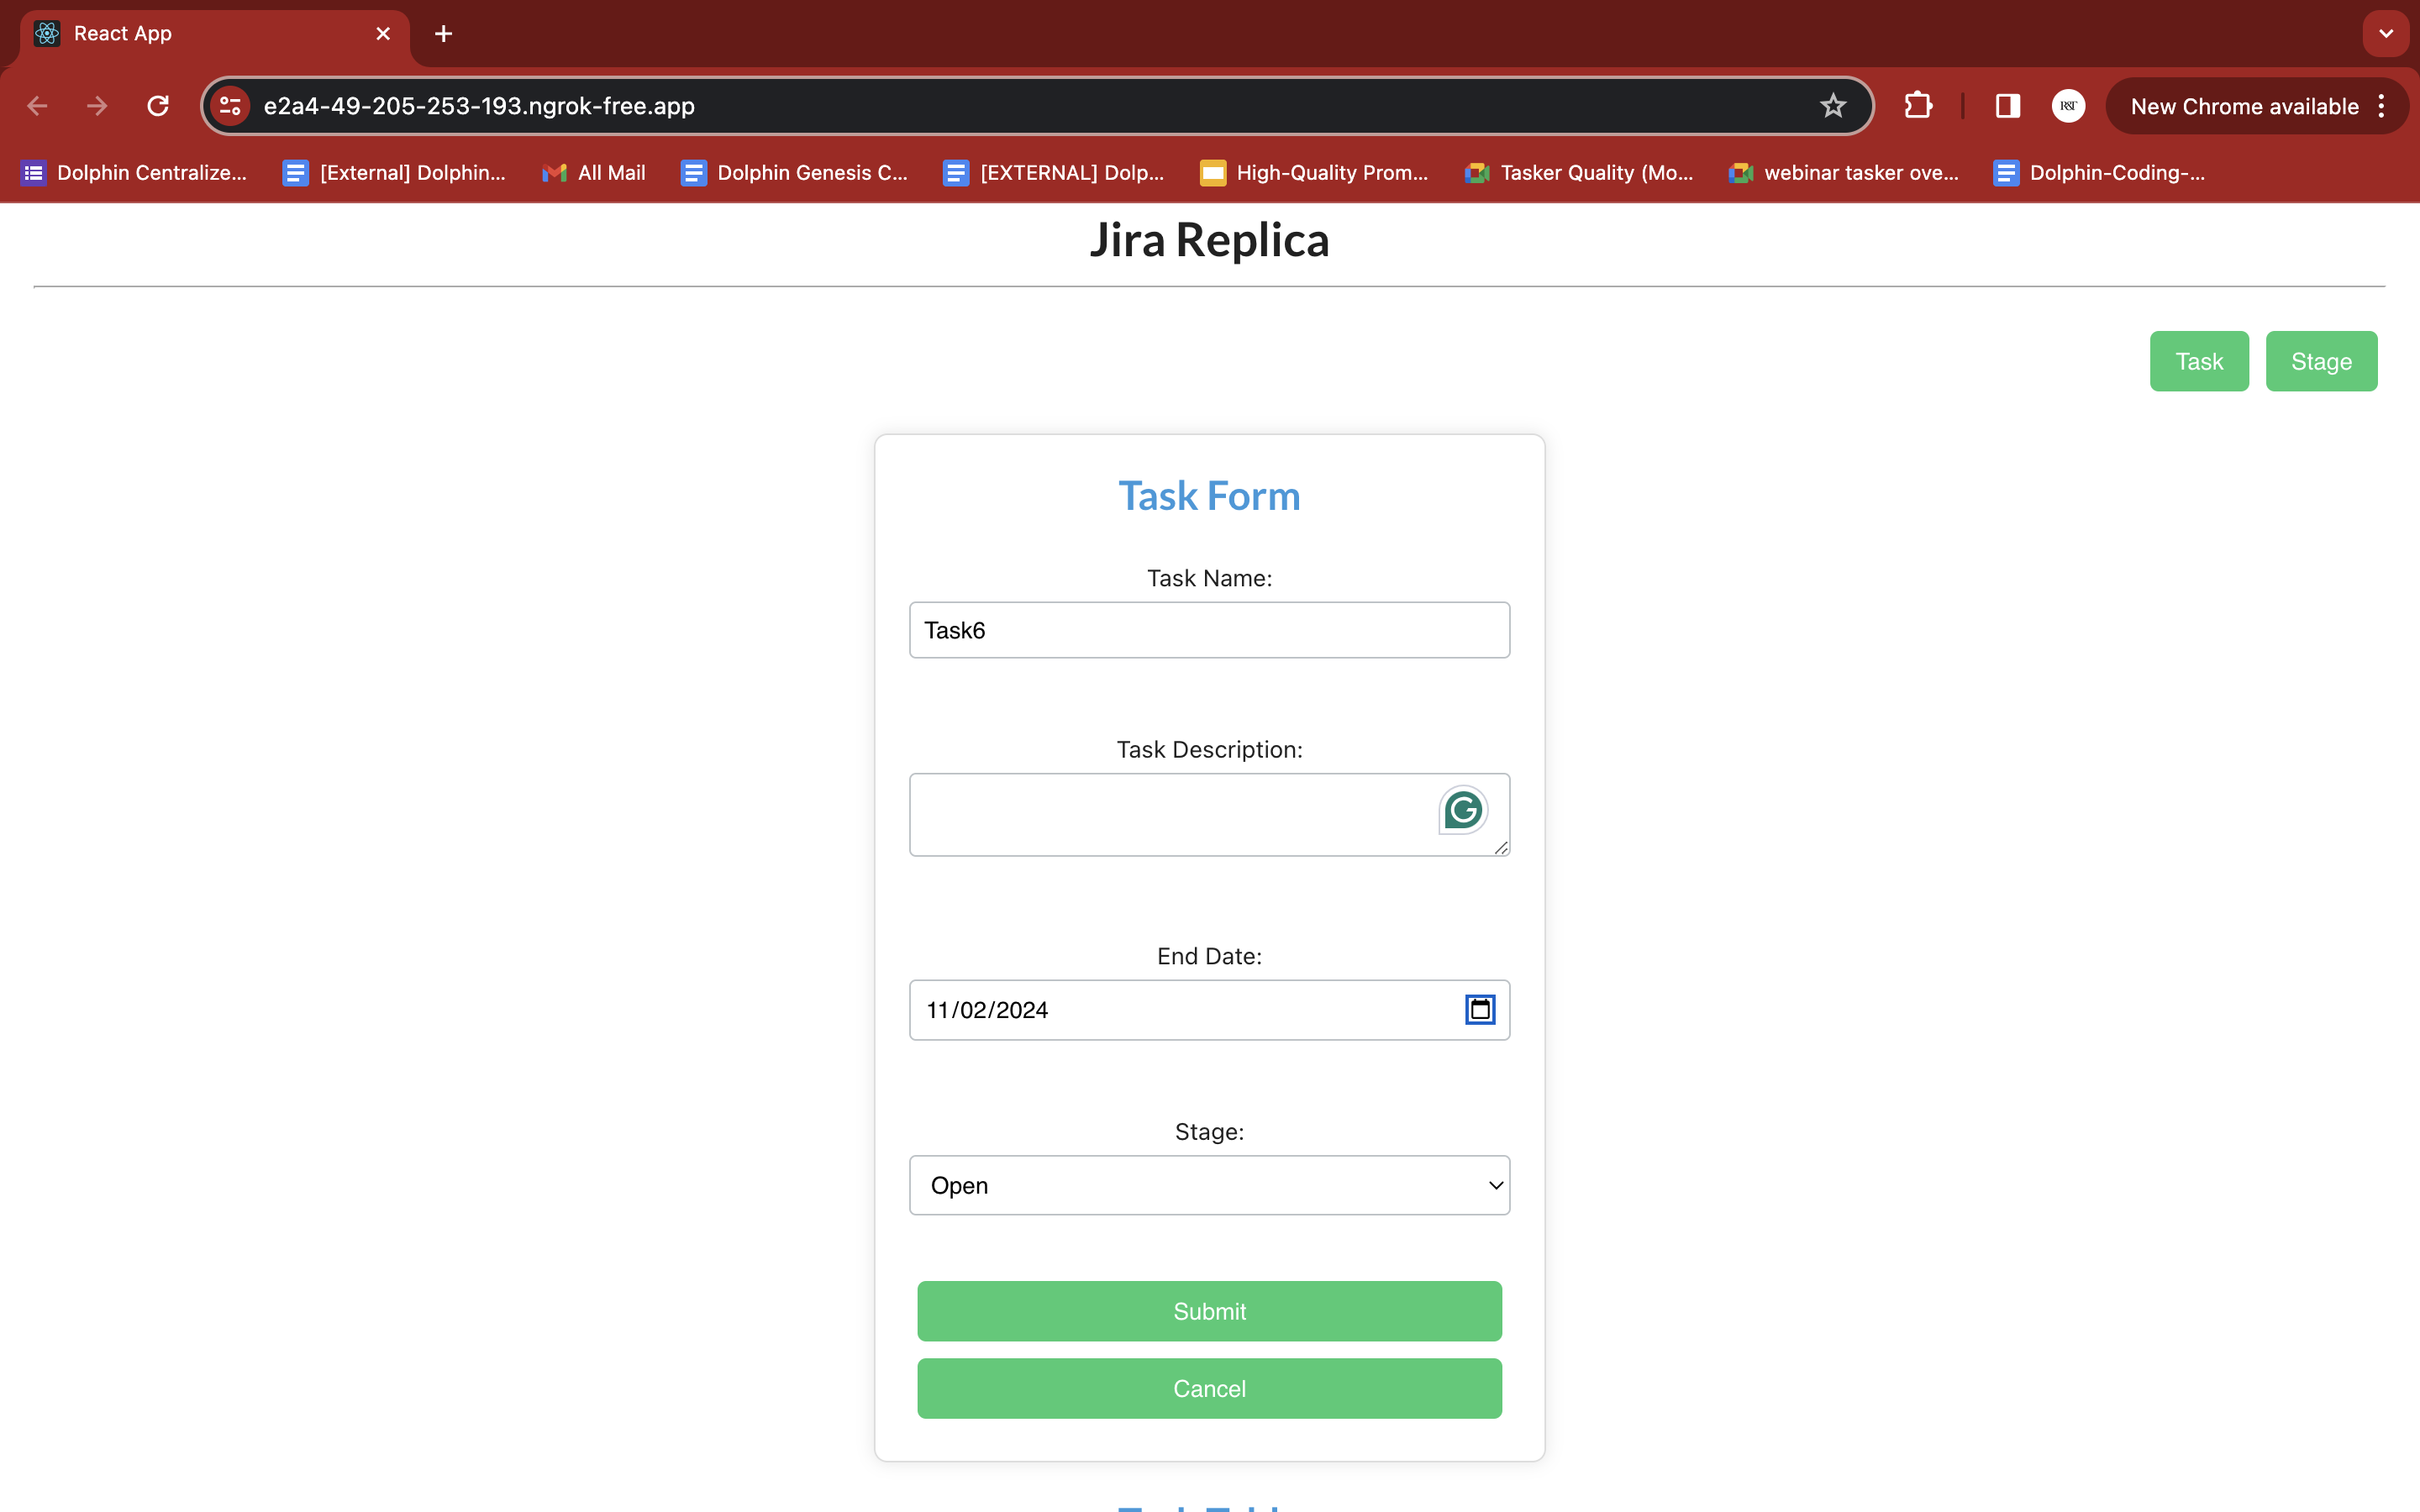 React App
e2a4-49-205-253-193.ngrok-free.app
New Chrome available
Dolphin Centralize... [External] Dolphin... All Mail Dolphin Genesis C... [EXTERNAL] Dolp... High-Quality Prom... Tasker Quality (Mo... webinar tasker ove... Dolphin-Coding-...
Jira Replica
Task Stage
Task Form
Task Name:
Task6
Task Description:
End Date:
11/02/2024
Stage:
Open
Submit
Cancel